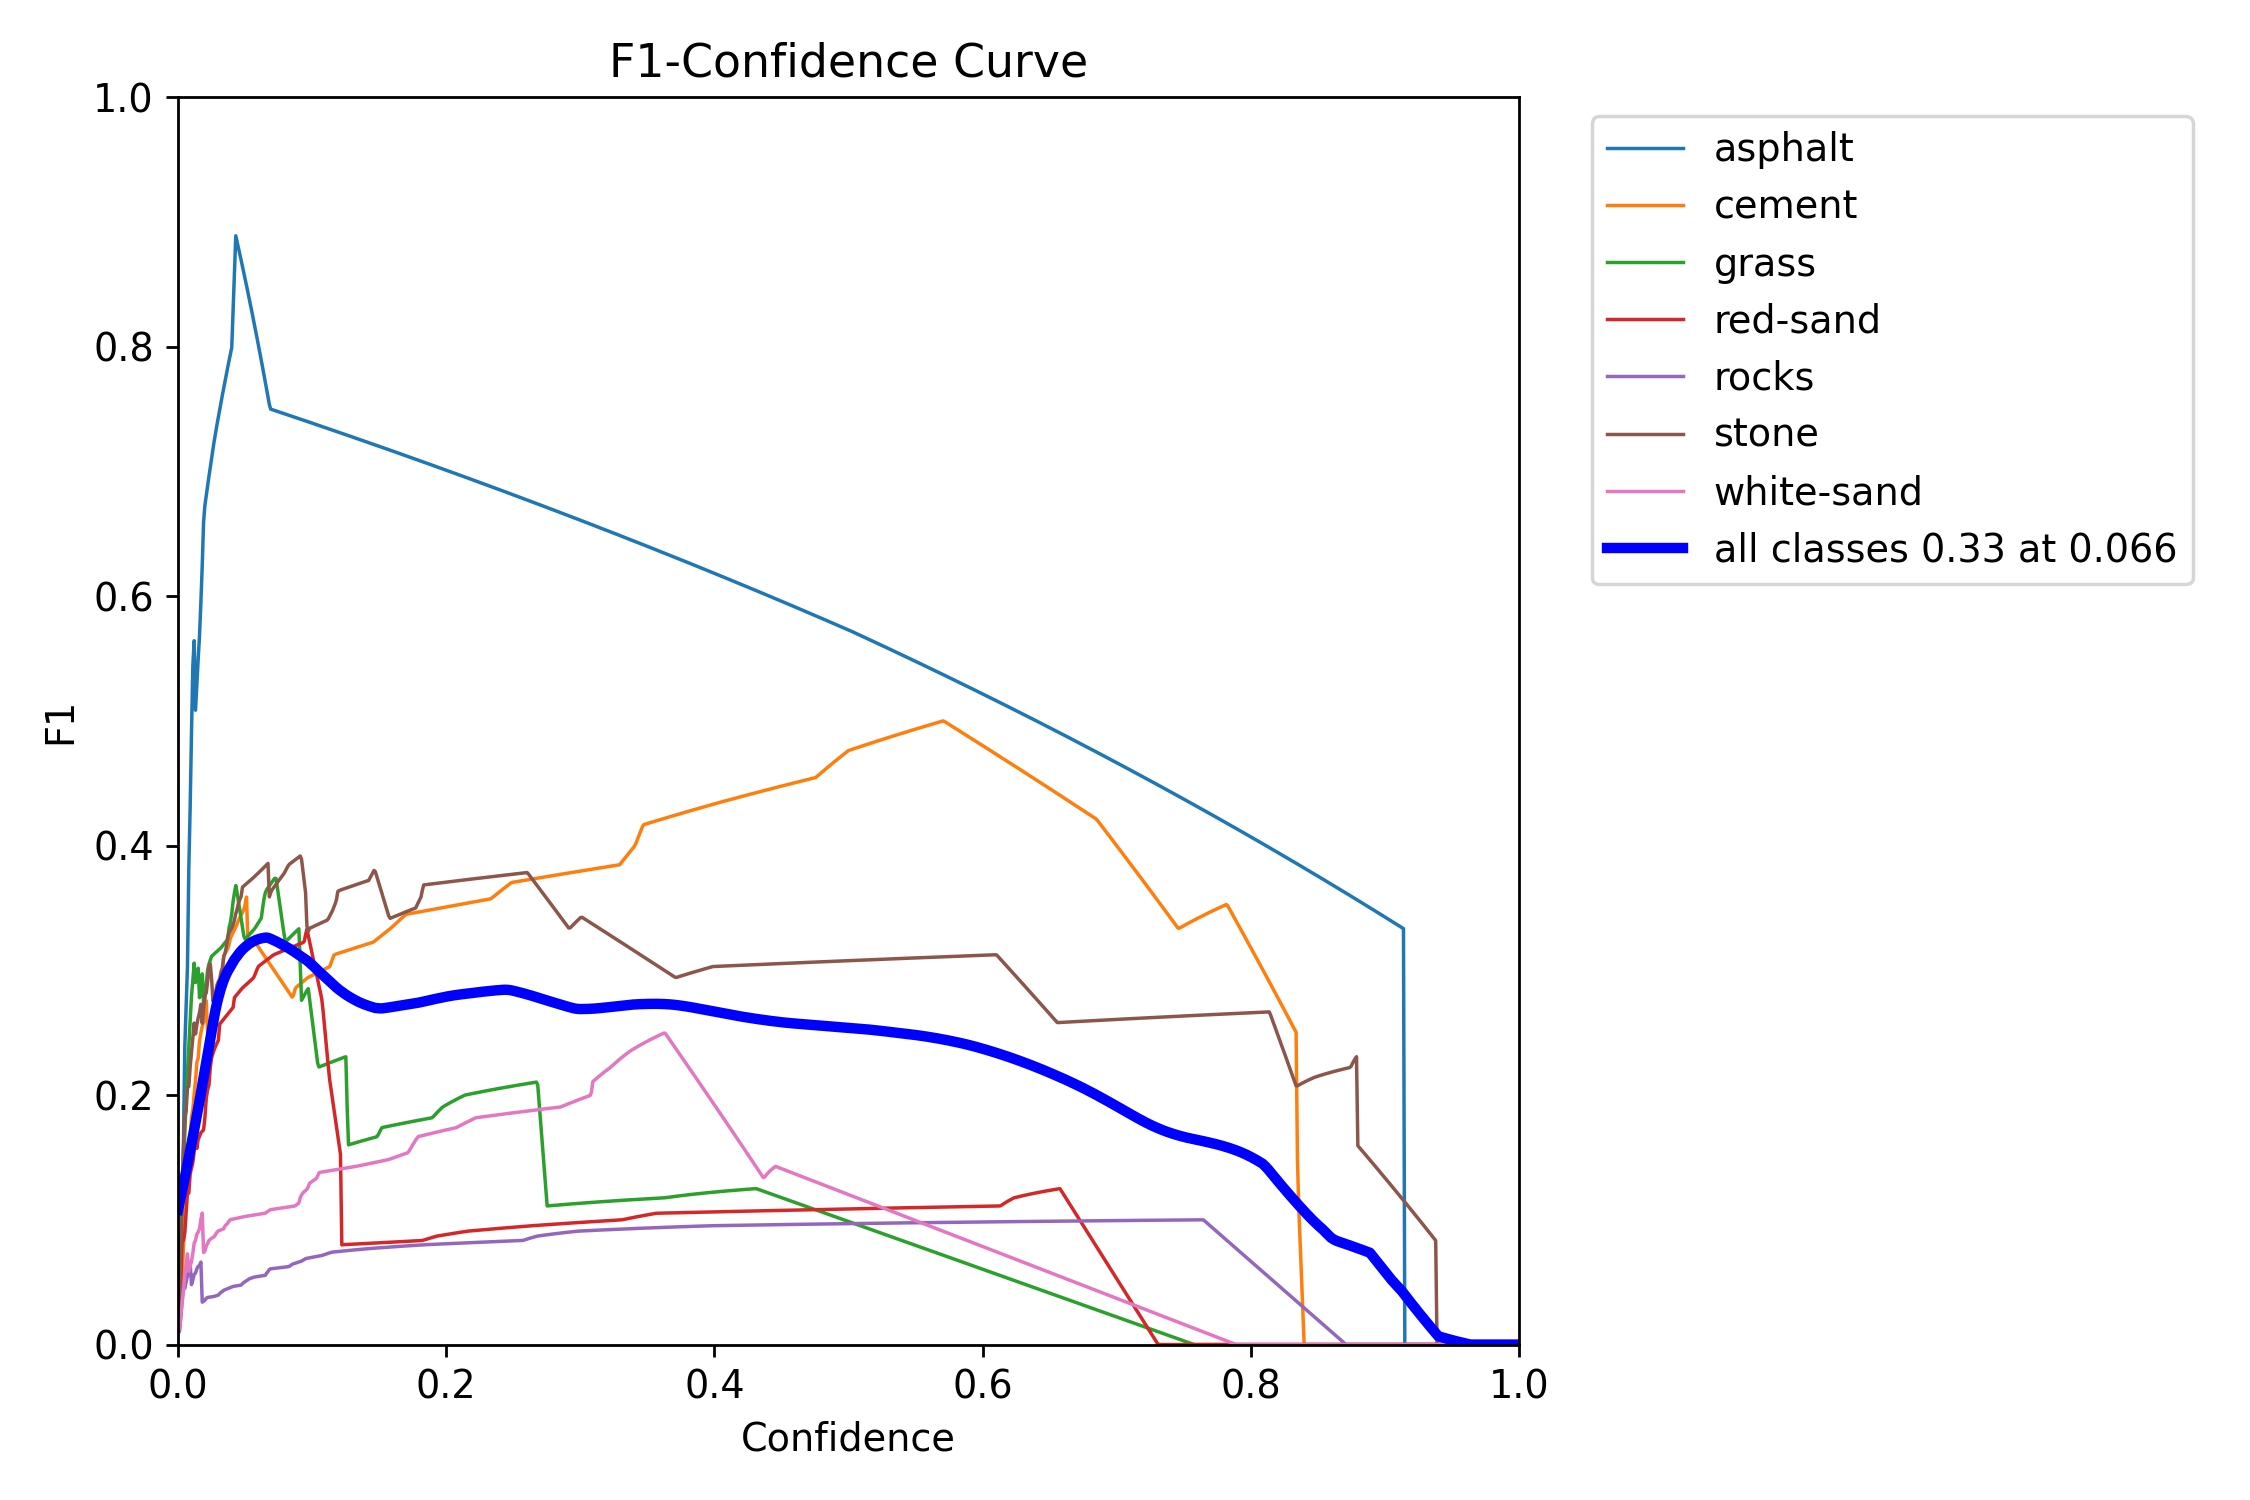 F1-Confidence Curve
1.0
0.8
0.6
0.4
0.2
0.0
F1
0.0 0.2 0.4 0.6 0.8 1.0
Confidence
asphalt
cement
grass
red-sand
rocks
stone
white-sand
all classes 0.33 at 0.066